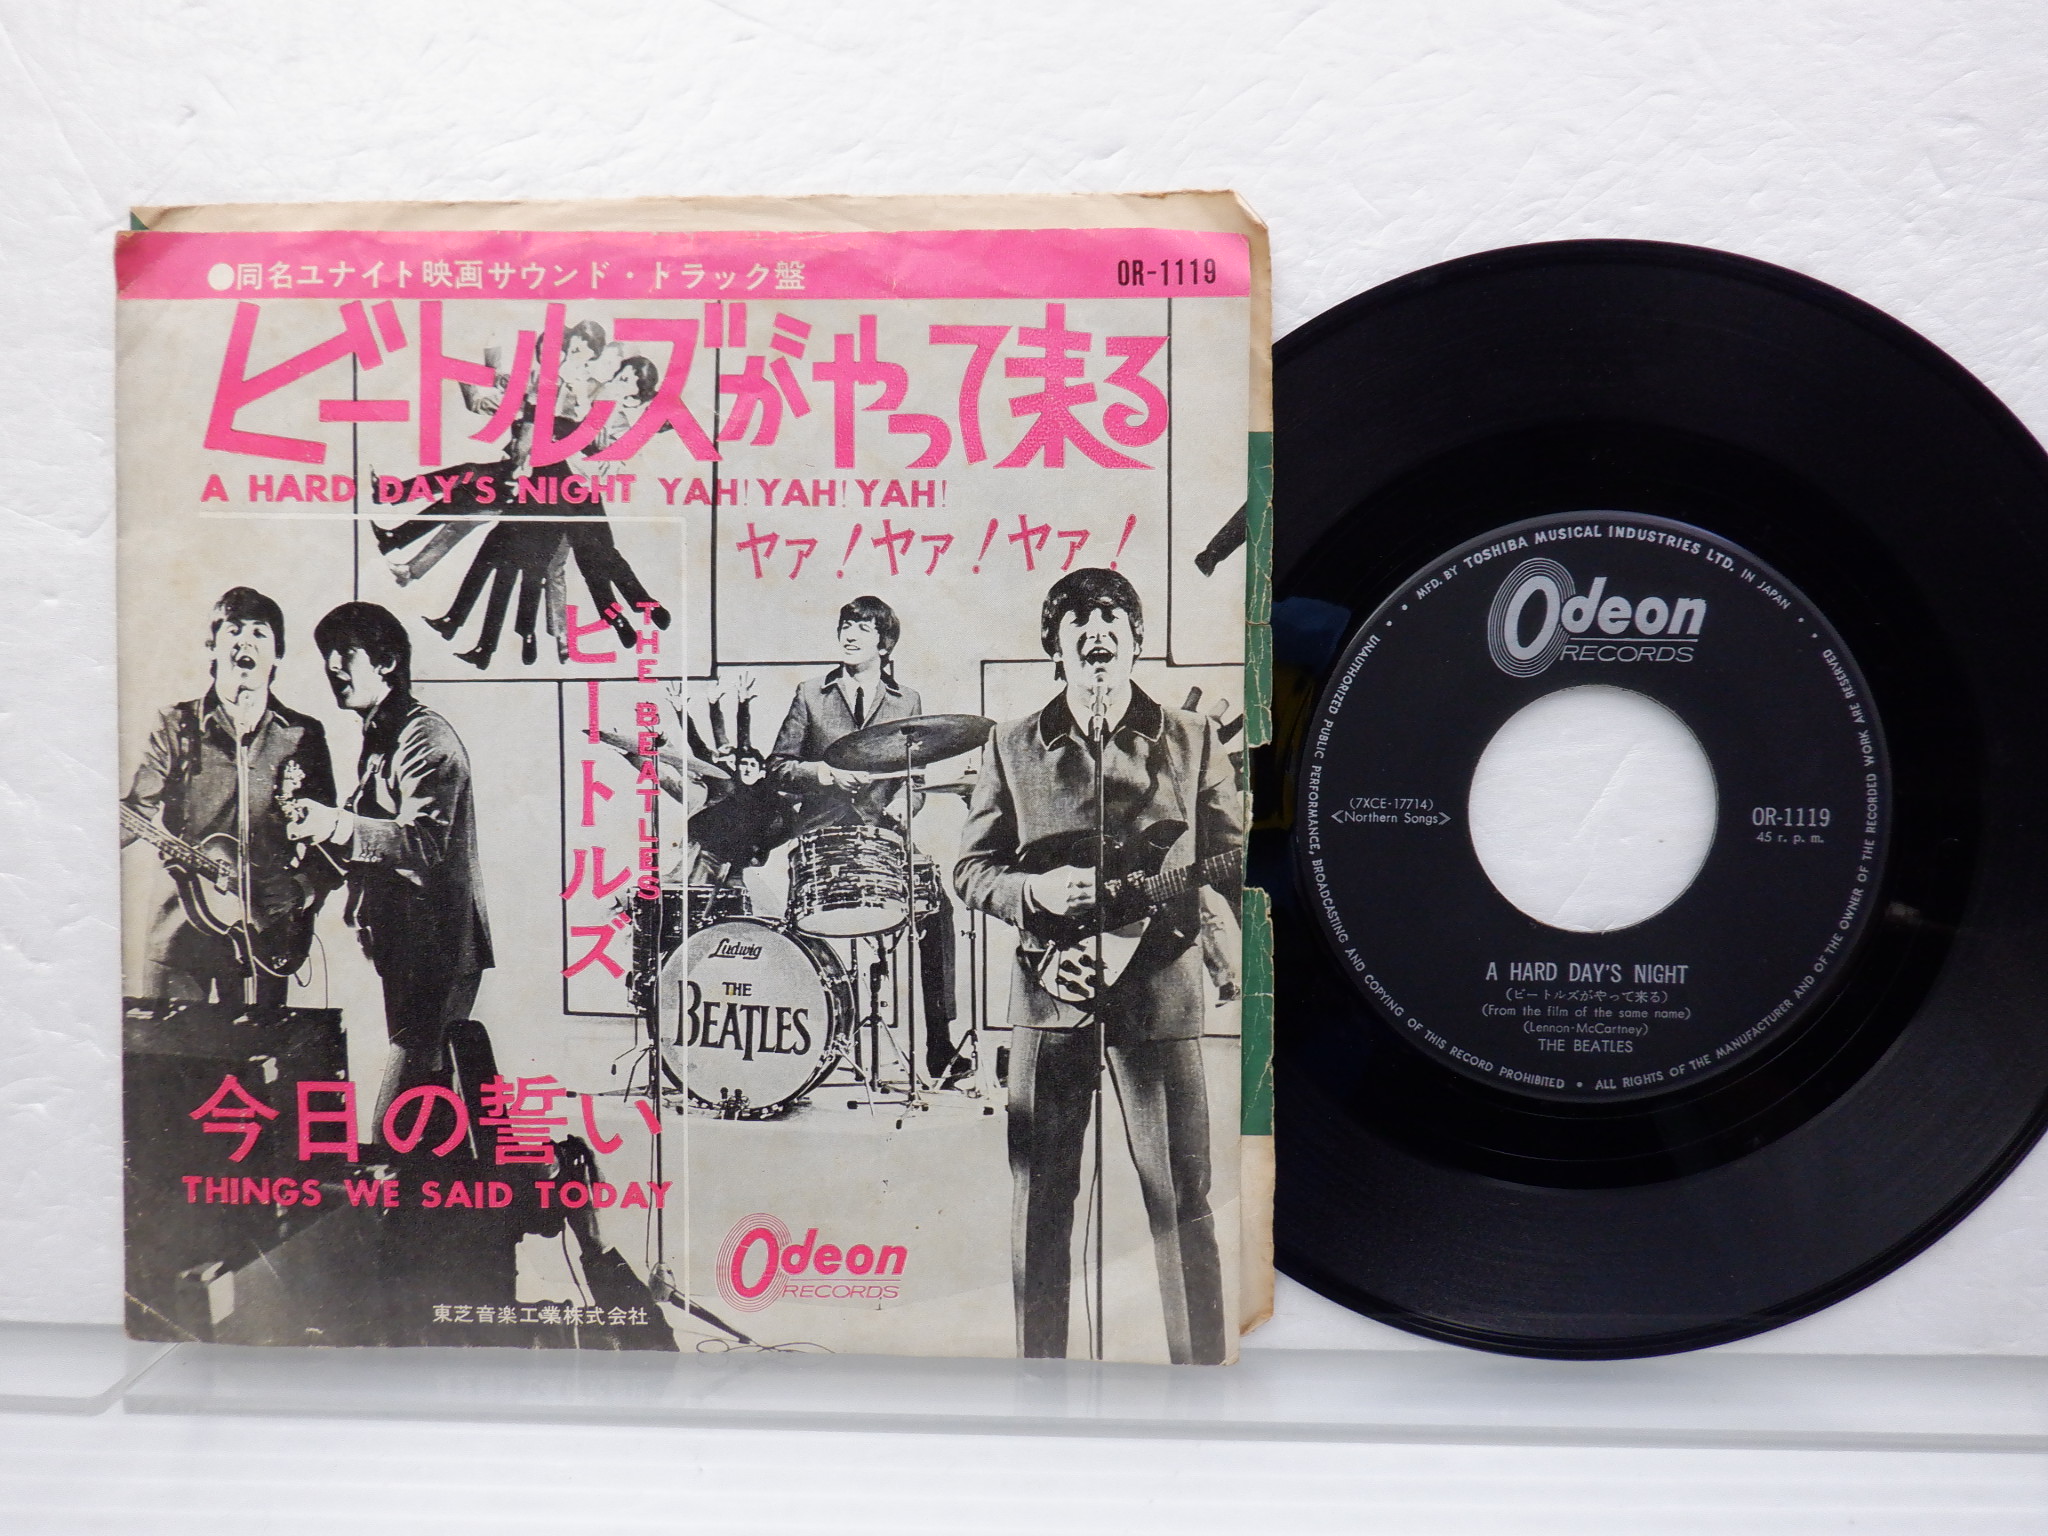 ●同名ユナイト映画サウンド・トラック盤
OR-1119
ビートルズがやって来る
A HARD DAY'S NIGHT YAH! YAH! YAH!
ヤァ!ヤァ!ヤァ!
ビートルズ
THE BEATLES
Ludwig
THE
BEATLES
今日の誓い
THINGS WE SAID TODAY
Odeon
RECORDS
東芝音楽工業株式会社
• MFD. BY TOSHIBA MUSICAL INDUSTRIES LTD. IN JAPAN •
Odeon
RECORDS
(7XCE-17714)
<Northern Songs>
OR-1119
45 r. p. m.
A HARD DAY'S NIGHT
(ビートルズがやって来る)
(From the film of the same name)
(Lennon-McCartney)
THE BEATLES
UNAUTHORIZED PUBLIC PERFORMANCE, BROADCASTING AND COPYING OF THIS RECORD PROHIBITED • ALL RIGHTS OF THE MANUFACTURER AND OF THE OWNER OF THE RECORDED WORK ARE RESERVED •